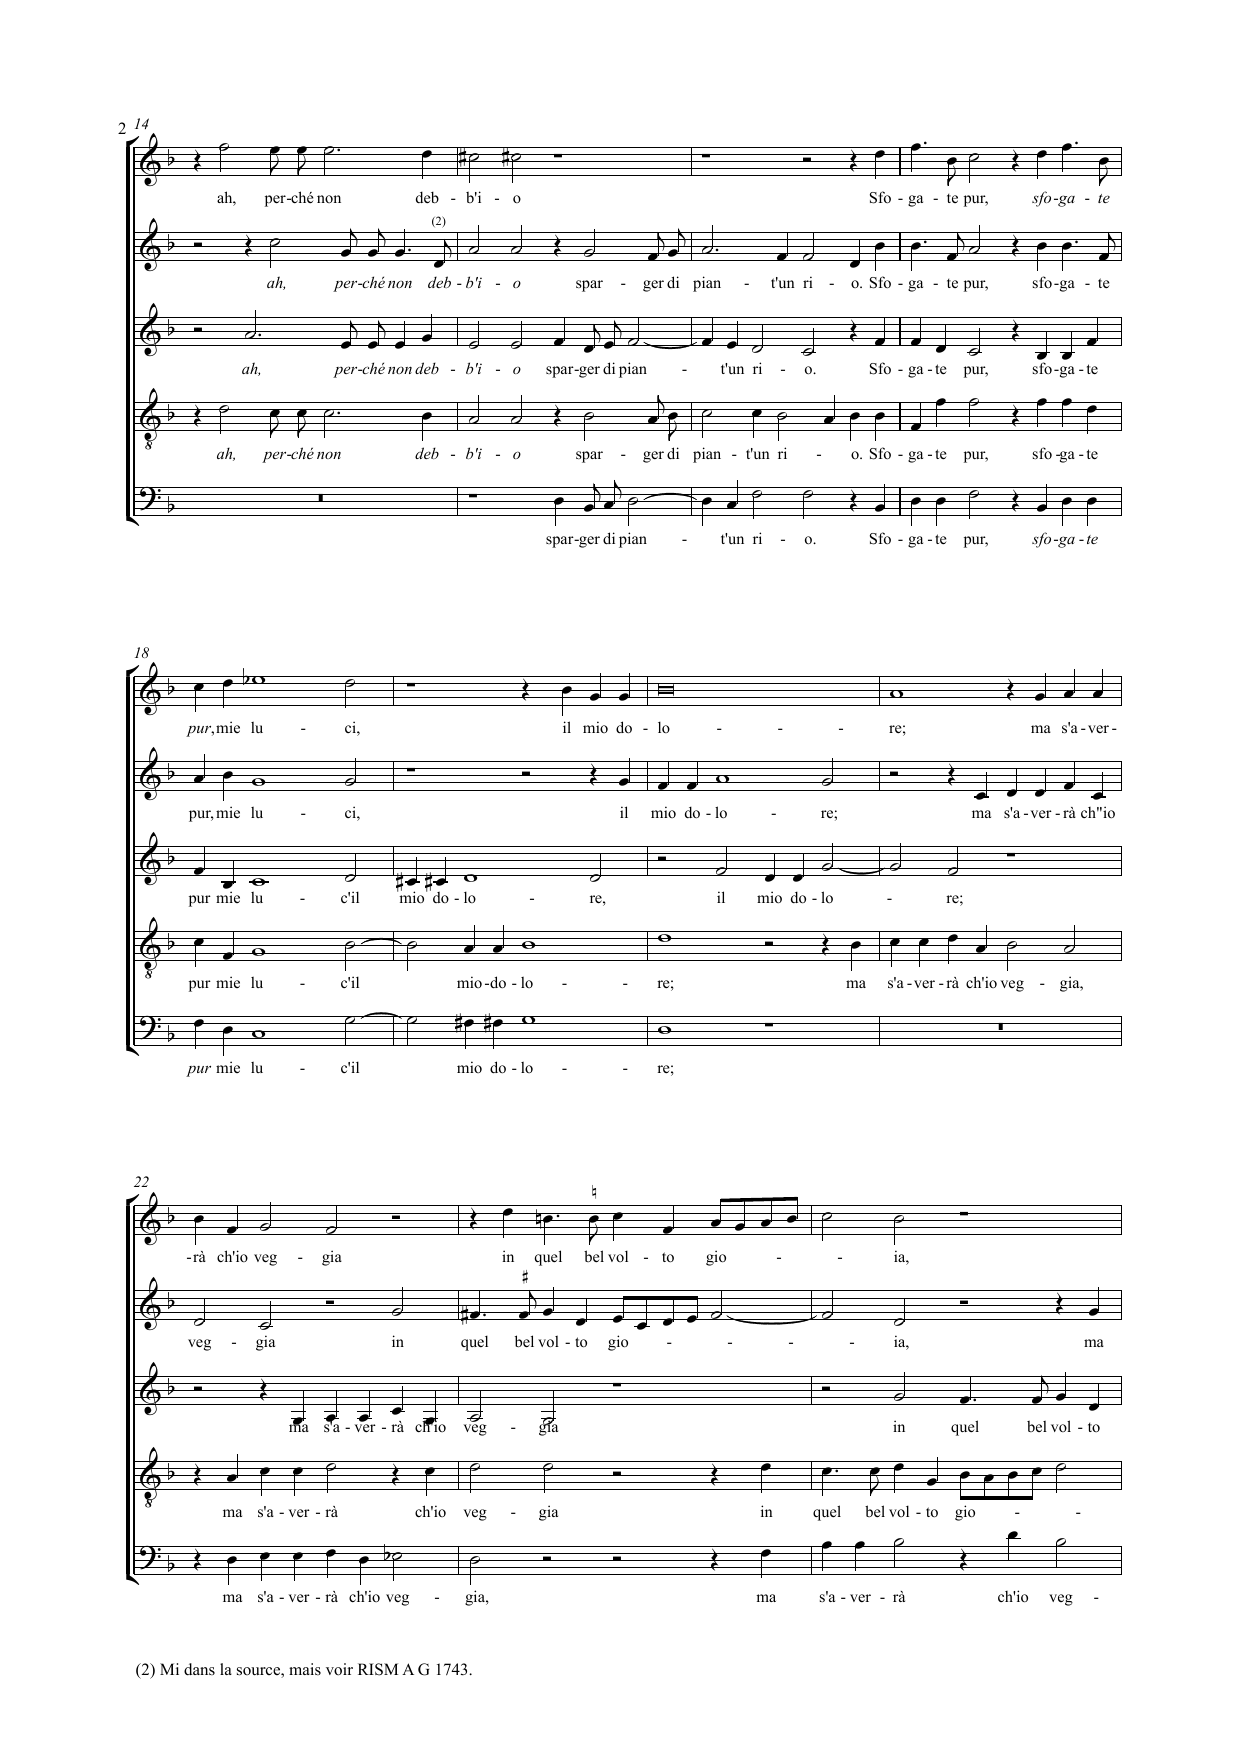 2 14
ah, per-ché non deb - b'i - o Sfo - ga - te pur, sfo-ga - te
(2)
ah, per-ché non deb - b'i - o spar - ger di pian - t'un ri - o. Sfo - ga - te pur, sfo-ga - te
ah, per-ché non deb - b'i - o spar-ger di pian - t'un ri - o. Sfo - ga - te pur, sfo-ga - te
8
ah, per-ché non deb - b'i - o spar - ger di pian - t'un ri - o. Sfo - ga - te pur, sfo-ga - te
spar-ger di pian - t'un ri - o. Sfo - ga - te pur, sfo-ga - te
18
pur, mie lu - ci, il mio do - lo - - - re; ma s'a - ver -
pur, mie lu - ci, il mio do - lo - re; ma s'a - ver - rà ch''io
pur mie lu - c'il mio do - lo - re, il mio do - lo - re;
8
pur mie lu - c'il mio-do - lo - - re; ma s'a - ver - rà ch'io veg - gia,
pur mie lu - c'il mio do - lo - - re;
22
-rà ch'io veg - gia in quel bel vol - to gio - - ia,
veg - gia in quel bel vol - to gio - - - - ia, ma
ma s'a - ver - rà ch'io veg - gia in quel bel vol - to
8
ma s'a - ver - rà ch'io veg - gia in quel bel vol - to gio - -
ma s'a - ver - rà ch'io veg - gia, ma s'a - ver - rà ch'io veg -
(2) Mi dans la source, mais voir RISM A G 1743.